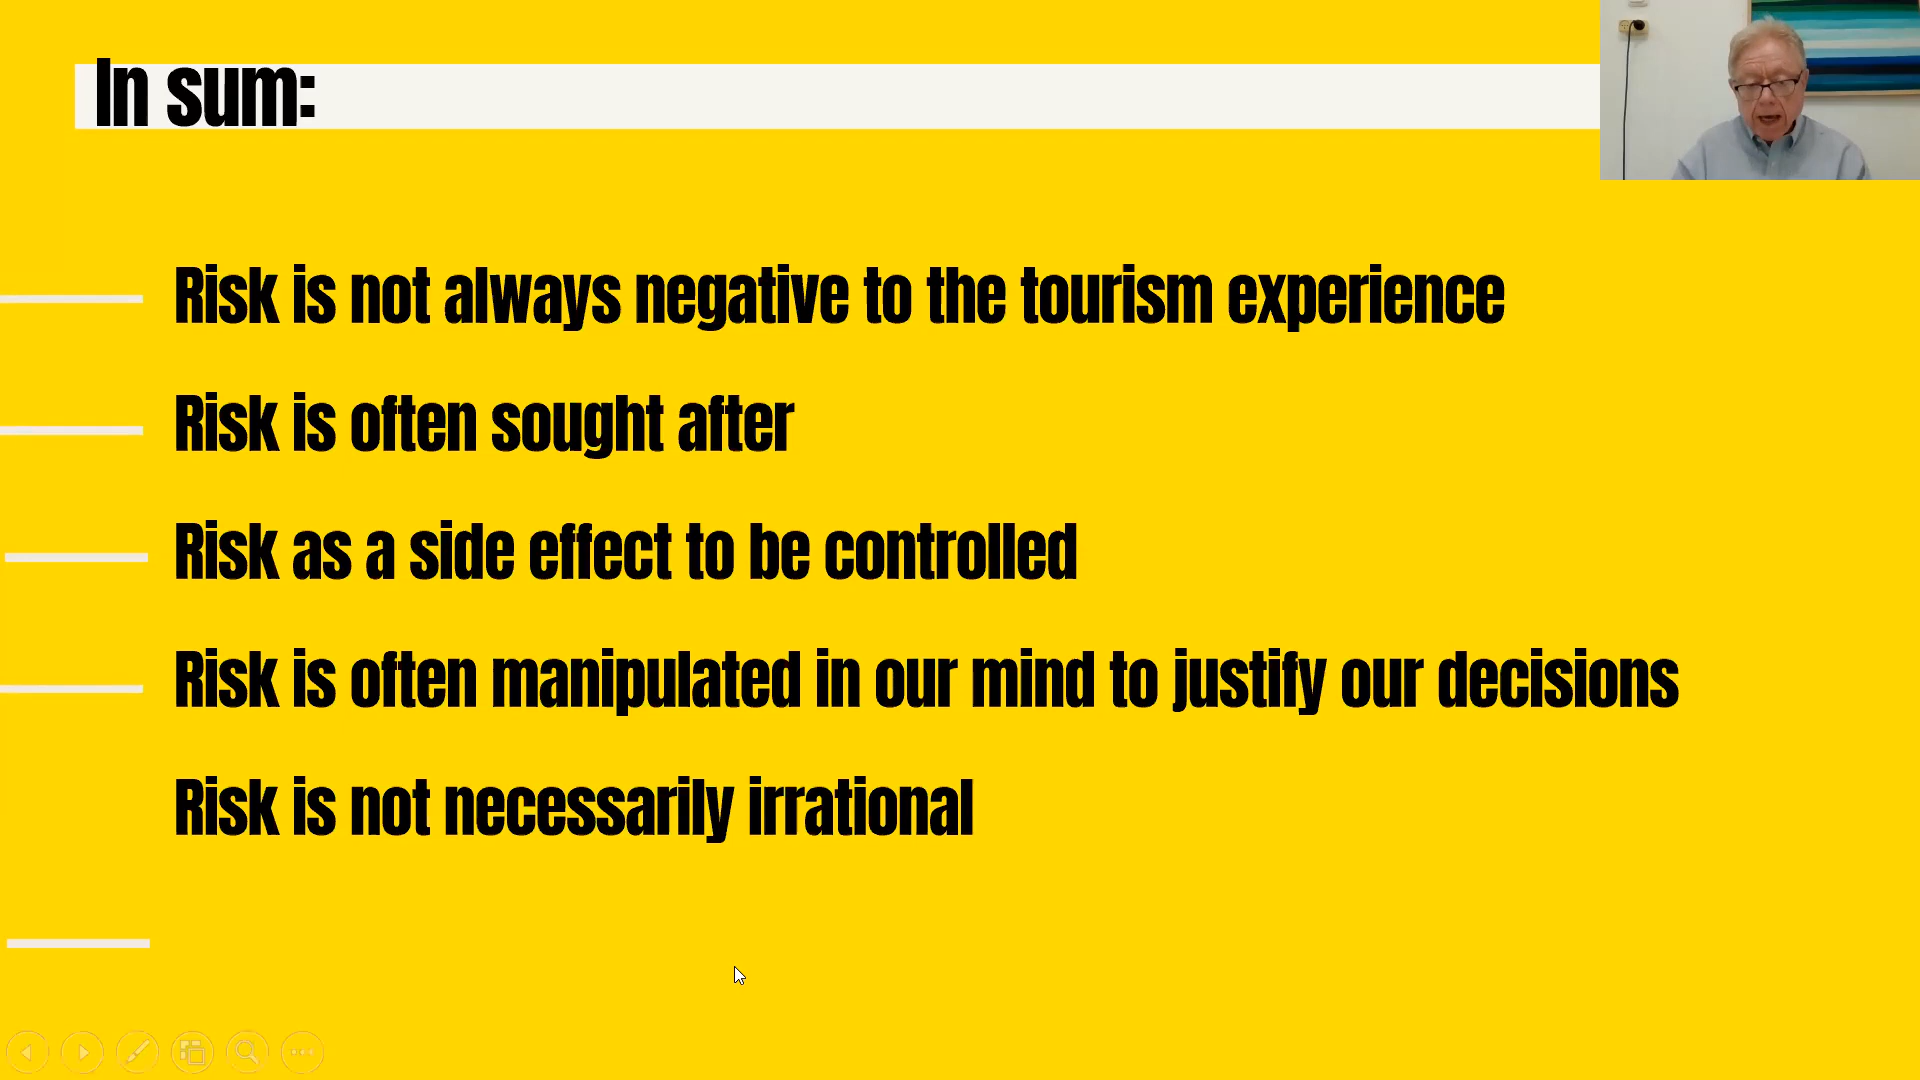 In sum:
Risk is not always negative to the tourism experience
Risk is often sought after
Risk as a side effect to be controlled
Risk is often manipulated in our mind to justify our decisions
Risk is not necessarily irrational